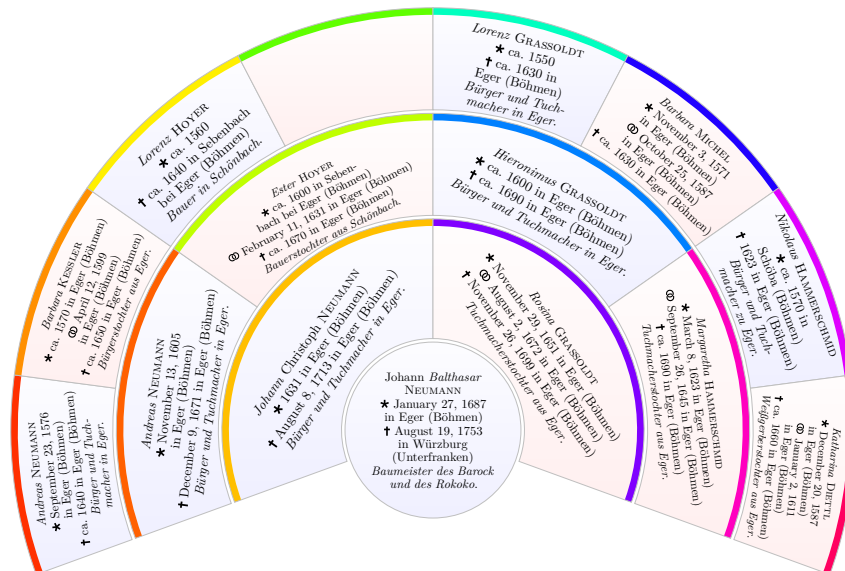 Johann Balthasar
NEUMANN
* January 27, 1687
in Eger (Böhmen)
† August 19, 1753
in Würzburg
(Unterfranken)
Baumeister des Barock
und des Rokoko.
Johann Christoph NEUMANN
* 1631 in Eger (Böhmen)
† August 8, 1713 in Eger (Böhmen)
Bürger und Tuchmacher in Eger.
Rosina GRASSOLDT
* November 29, 1651 in Eger (Böhmen)
⚭ August 2, 1672 in Eger (Böhmen)
† November 26, 1699 in Eger (Böhmen)
Tuchmacherstochter aus Eger.
Andreas NEUMANN
* November 13, 1605
in Eger (Böhmen)
† December 9, 1671 in Eger (Böhmen)
Bürger und Tuchmacher in Eger.
Ester HOYER
* ca. 1600 in Seben-
bach bei Eger (Böhmen)
⚭ February 11, 1631 in Eger (Böhmen)
† ca. 1670 in Eger (Böhmen)
Bauerstochter aus Schönbach.
Hieronimus GRASSOLDT
* ca. 1600 in Eger (Böhmen)
† ca. 1690 in Eger (Böhmen)
Bürger und Tuchmacher in Eger.
Margaretha HAMMERSCHMID
* March 8, 1623 in Eger (Böhmen)
⚭ September 26, 1645 in Eger (Böhmen)
† ca. 1690 in Eger (Böhmen)
Tuchmacherstochter aus Eger.
Andreas NEUMANN
* September 23, 1576
in Eger (Böhmen)
† ca. 1640 in Eger (Böhmen)
Bürger und Tuch-
macher in Eger.
Barbara KESSLER
* ca. 1570 in Eger (Böhmen)
⚭ April 12, 1599
in Eger (Böhmen)
† ca. 1650 in Eger (Böhmen)
Bürgerstochter aus Eger.
Lorenz HOYER
* ca. 1560
† ca. 1640 in Sebenbach
bei Eger (Böhmen)
Bauer in Schönbach.
Lorenz GRASSOLDT
* ca. 1550
† ca. 1630 in
Eger (Böhmen)
Bürger und Tuch-
macher in Eger.
Barbara MICHEL
* November 3, 1571
in Eger (Böhmen)
⚭ October 25, 1587
in Eger (Böhmen)
† ca. 1630 in Eger (Böhmen)
Nikolaus HAMMERSCHMID
* ca. 1570 in
Schöba (Böhmen)
† 1623 in Eger (Böhmen)
Bürger und Tuch-
macher zu Eger.
Katharina DIETTL
* December 20, 1587
⚭ January 2, 1611
in Eger (Böhmen)
† ca. 1660 in Eger (Böhmen)
Weißgerberstochter aus Eger.